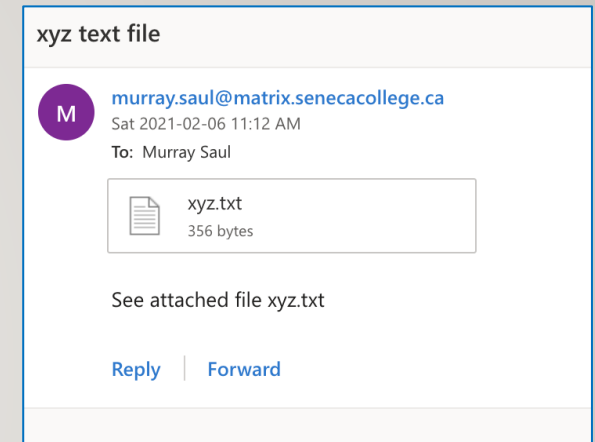 xyz text file
M
murray.saul@matrix.senecacollege.ca
Sat 2021-02-06 11:12 AM
To: Murray Saul
xyz.txt
356 bytes
See attached file xyz.txt
Reply Forward